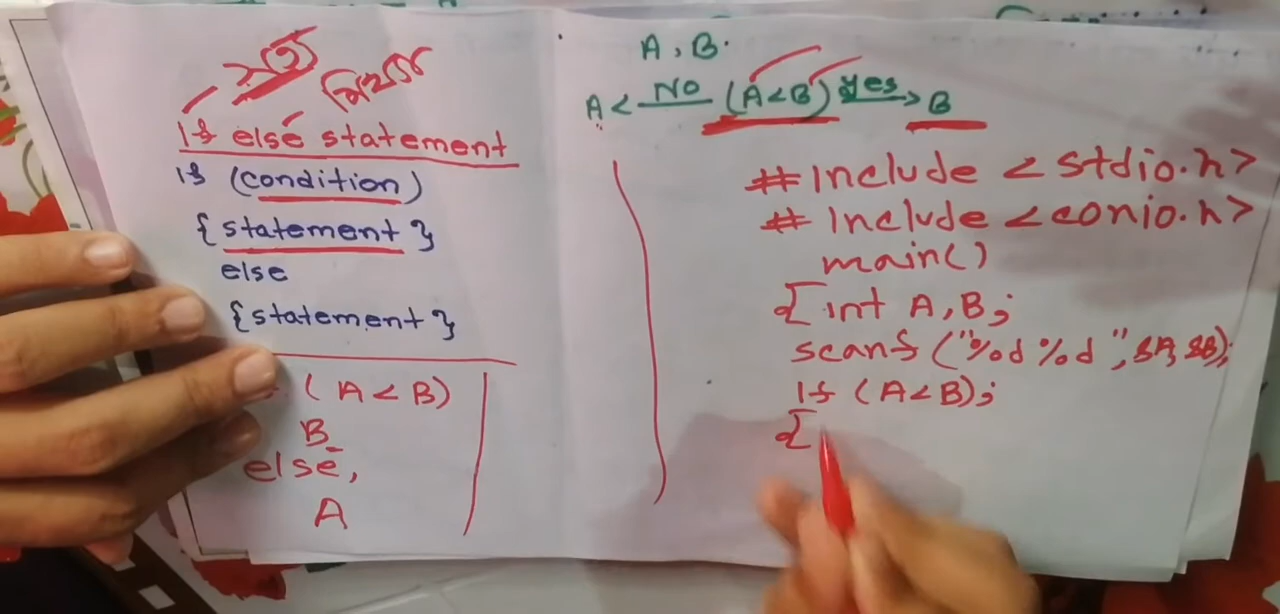 সত্য
মিথ্যা
If else statement
if (condition)
{statement}
else
{statement}
(A<B)
B
else,
A
A, B.
A < No (A<B) Yes > B
# Include <stdio.h>
# Include <conio.h>
main()
{int A, B;
scanf ("%d %d", &A, &B);
If (A<B);
{